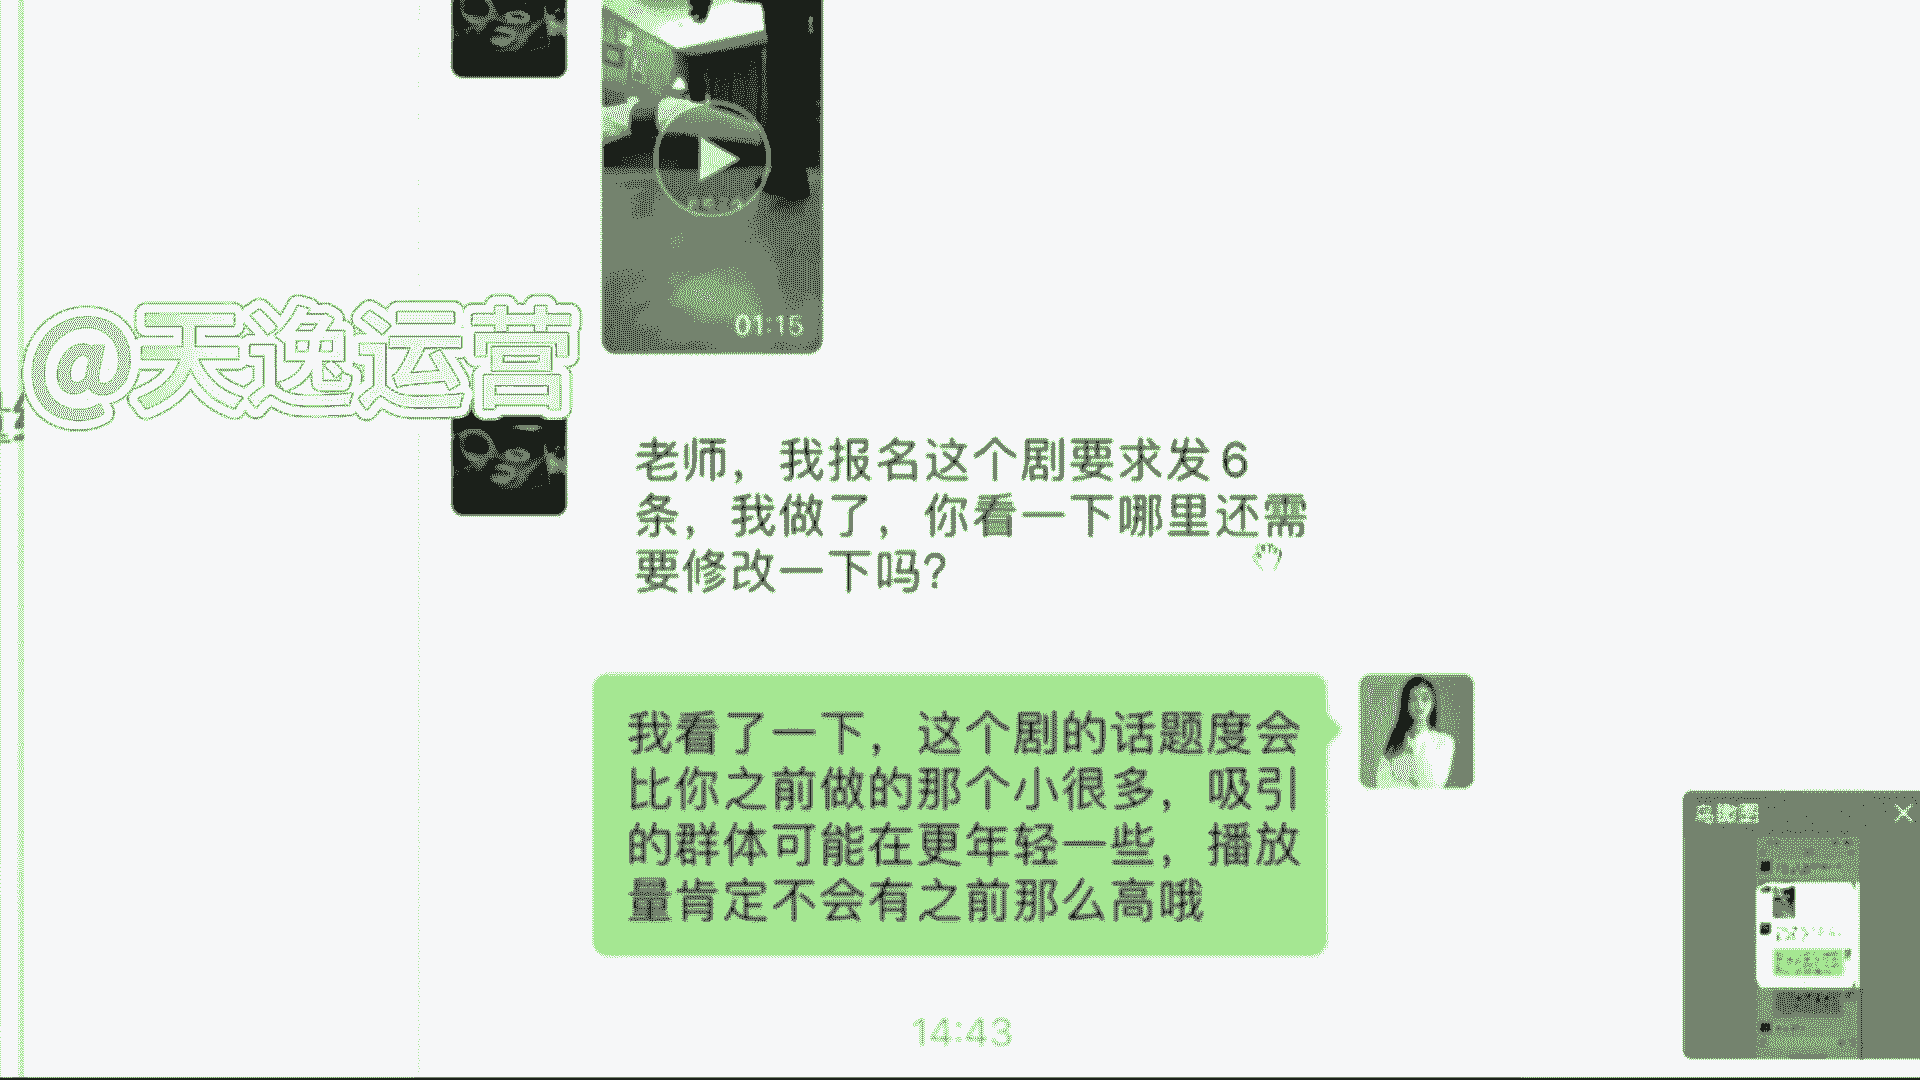 01:15
@天逸运营
老师，我报名这个剧要求发6
条，我做了，你看一下哪里还需
要修改一下吗？
我看了一下，这个剧的话题度会
比你之前做的那个小很多，吸引
的群体可能在更年轻一些，播放
量肯定不会有之前那么高哦
鸟瞰图
14:43